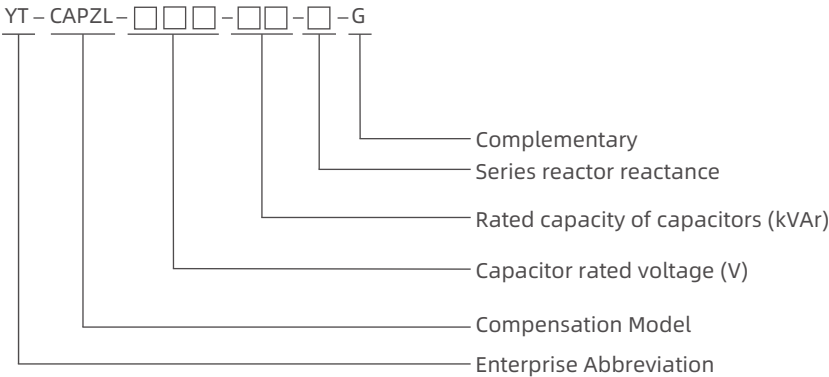 YT – CAPZL – □□□ – □□ – □ – G
Complementary
Series reactor reactance
Rated capacity of capacitors (kVAr)
Capacitor rated voltage (V)
Compensation Model
Enterprise Abbreviation